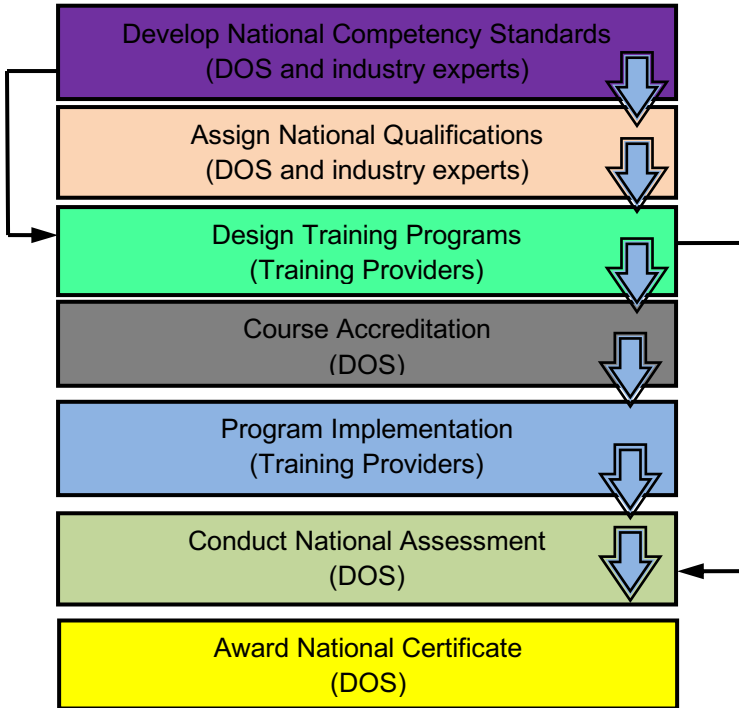 Develop National Competency Standards
(DOS and industry experts)
Assign National Qualifications
(DOS and industry experts)
Design Training Programs
(Training Providers)
Course Accreditation
(DOS)
Program Implementation
(Training Providers)
Conduct National Assessment
(DOS)
Award National Certificate
(DOS)